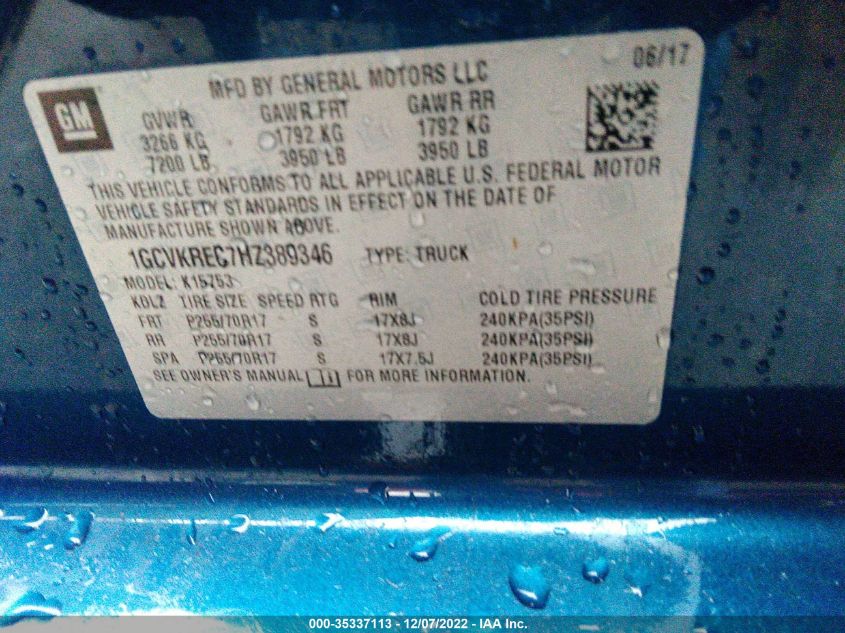 06/17
MFD BY GENERAL MOTORS LLC
GM
GVWR GAWR FRT GAWR RR
3266 KG 1792 KG 1792 KG
7200 LB 3950 LB 3950 LB
THIS VEHICLE CONFORMS TO ALL APPLICABLE U.S. FEDERAL MOTOR
VEHICLE SAFETY STANDARDS IN EFFECT ON THE DATE OF
MANUFACTURE SHOWN ABOVE.
1GCVKREC7HZ389346 TYPE: TRUCK
MODEL: K15753
KDLZ TIRE SIZE SPEED RTG RIM COLD TIRE PRESSURE
FRT P255/70R17 S 17X8J 240KPA(35PSI)
RR P255/70R17 S 17X8J 240KPA(35PSI)
SPA P255/70R17 S 17X7.5J 240KPA(35PSI)
SEE OWNER'S MANUAL FOR MORE INFORMATION.
000-35337113 - 12/07/2022 - IAA Inc.